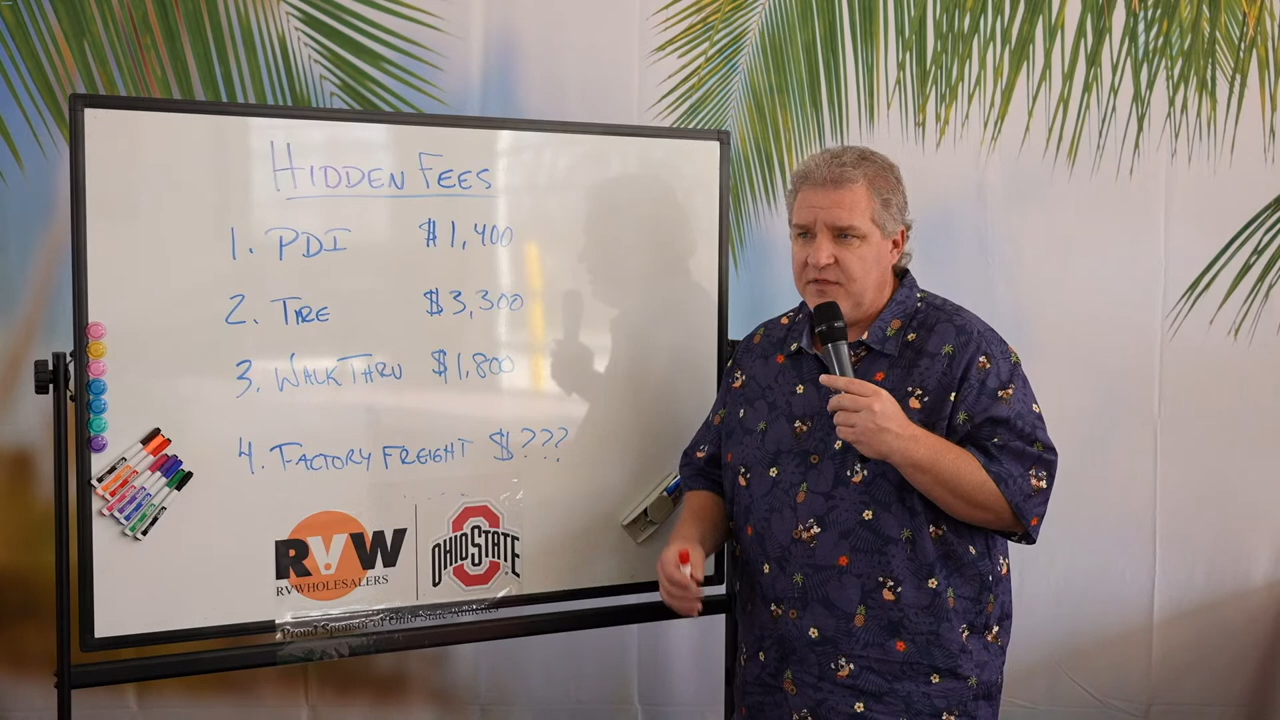 HIDDEN FEES
1. PDI $1,400
2. TIRE $3,300
3. WALK THRU $1,800
4. FACTORY FREIGHT $???
RVW
RVWHOLESALERS
OHIO STATE
Proud Sponsor of Ohio State Athletics